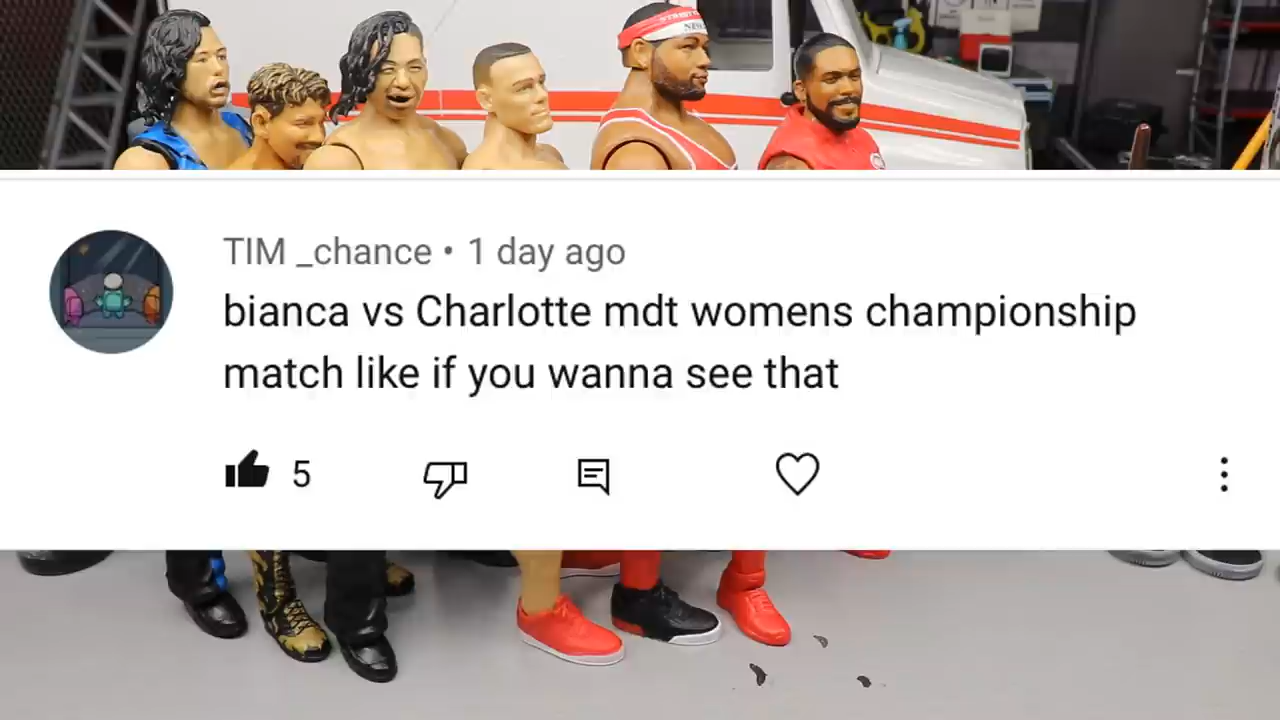 TIM _chance • 1 day ago
bianca vs Charlotte mdt womens championship
match like if you wanna see that
5